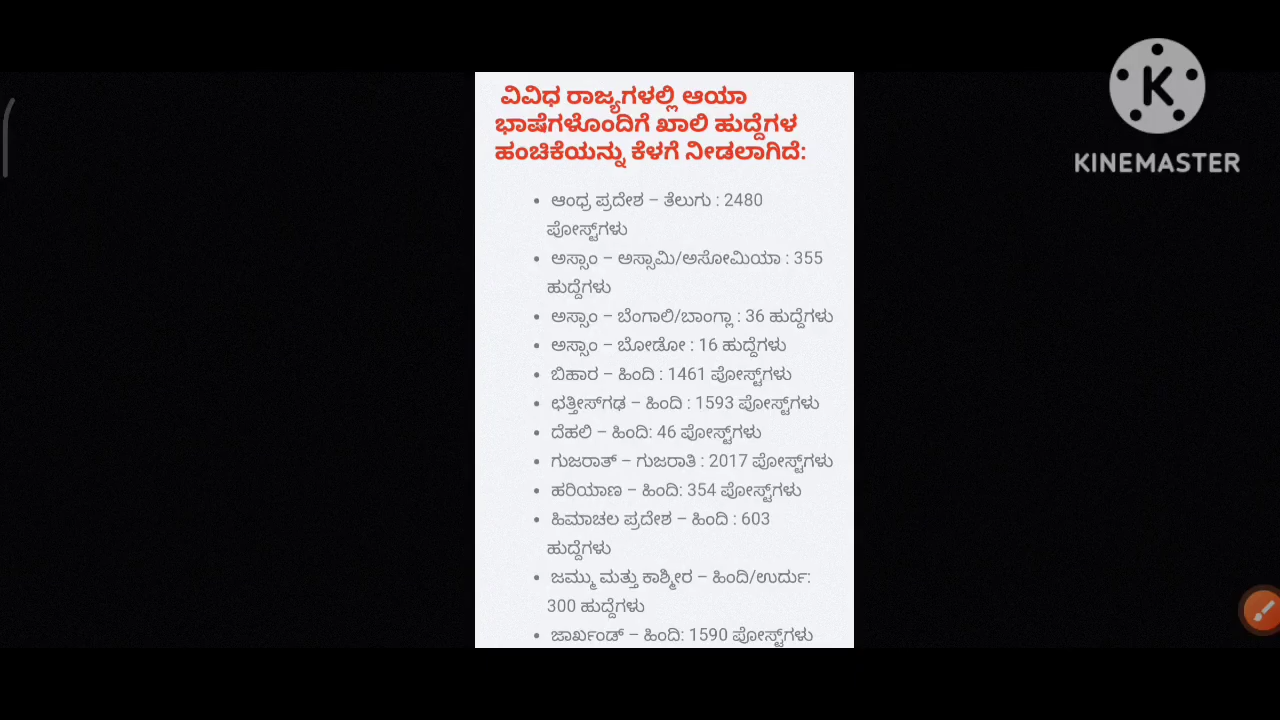 ವಿವಿಧ ರಾಜ್ಯಗಳಲ್ಲಿ ಆಯಾ
ಭಾಷೆಗಳೊಂದಿಗೆ ಖಾಲಿ ಹುದ್ದೆಗಳ
ಹಂಚಿಕೆಯನ್ನು ಕೆಳಗೆ ನೀಡಲಾಗಿದೆ:
• ಆಂಧ್ರ ಪ್ರದೇಶ – ತೆಲುಗು : 2480
ಪೋಸ್ಟ್‌ಗಳು
• ಅಸ್ಸಾಂ – ಅಸ್ಸಾಮಿ/ಅಸೋಮಿಯಾ : 355
ಹುದ್ದೆಗಳು
• ಅಸ್ಸಾಂ – ಬೆಂಗಾಲಿ/ಬಾಂಗ್ಲಾ : 36 ಹುದ್ದೆಗಳು
• ಅಸ್ಸಾಂ – ಬೋಡೋ : 16 ಹುದ್ದೆಗಳು
• ಬಿಹಾರ – ಹಿಂದಿ : 1461 ಪೋಸ್ಟ್‌ಗಳು
• ಛತ್ತೀಸ್‌ಗಢ – ಹಿಂದಿ : 1593 ಪೋಸ್ಟ್‌ಗಳು
• ದೆಹಲಿ – ಹಿಂದಿ: 46 ಪೋಸ್ಟ್‌ಗಳು
• ಗುಜರಾತ್ – ಗುಜರಾತಿ : 2017 ಪೋಸ್ಟ್‌ಗಳು
• ಹರಿಯಾಣ – ಹಿಂದಿ: 354 ಪೋಸ್ಟ್‌ಗಳು
• ಹಿಮಾಚಲ ಪ್ರದೇಶ – ಹಿಂದಿ : 603
ಹುದ್ದೆಗಳು
• ಜಮ್ಮು ಮತ್ತು ಕಾಶ್ಮೀರ – ಹಿಂದಿ/ಉರ್ದು:
300 ಹುದ್ದೆಗಳು
• ಜಾರ್ಖಂಡ್ – ಹಿಂದಿ: 1590 ಪೋಸ್ಟ್‌ಗಳು
K
KINEMASTER